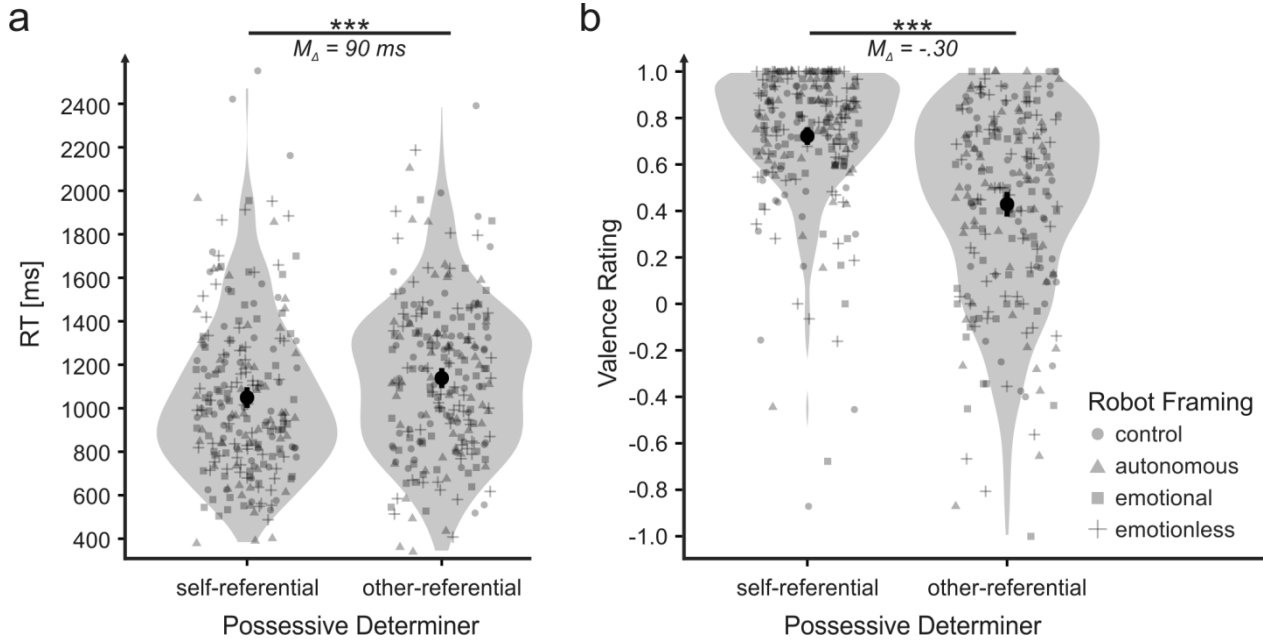 a
***
M_Δ = 90 ms
RT [ms]
2400
2200
2000
1800
1600
1400
1200
1000
800
600
400
self-referential
other-referential
Possessive Determiner
b
***
M_Δ = -.30
Valence Rating
1.0
0.8
0.6
0.4
0.2
0
-0.2
-0.4
-0.6
-0.8
-1.0
self-referential
other-referential
Possessive Determiner
Robot Framing
control
autonomous
emotional
emotionless